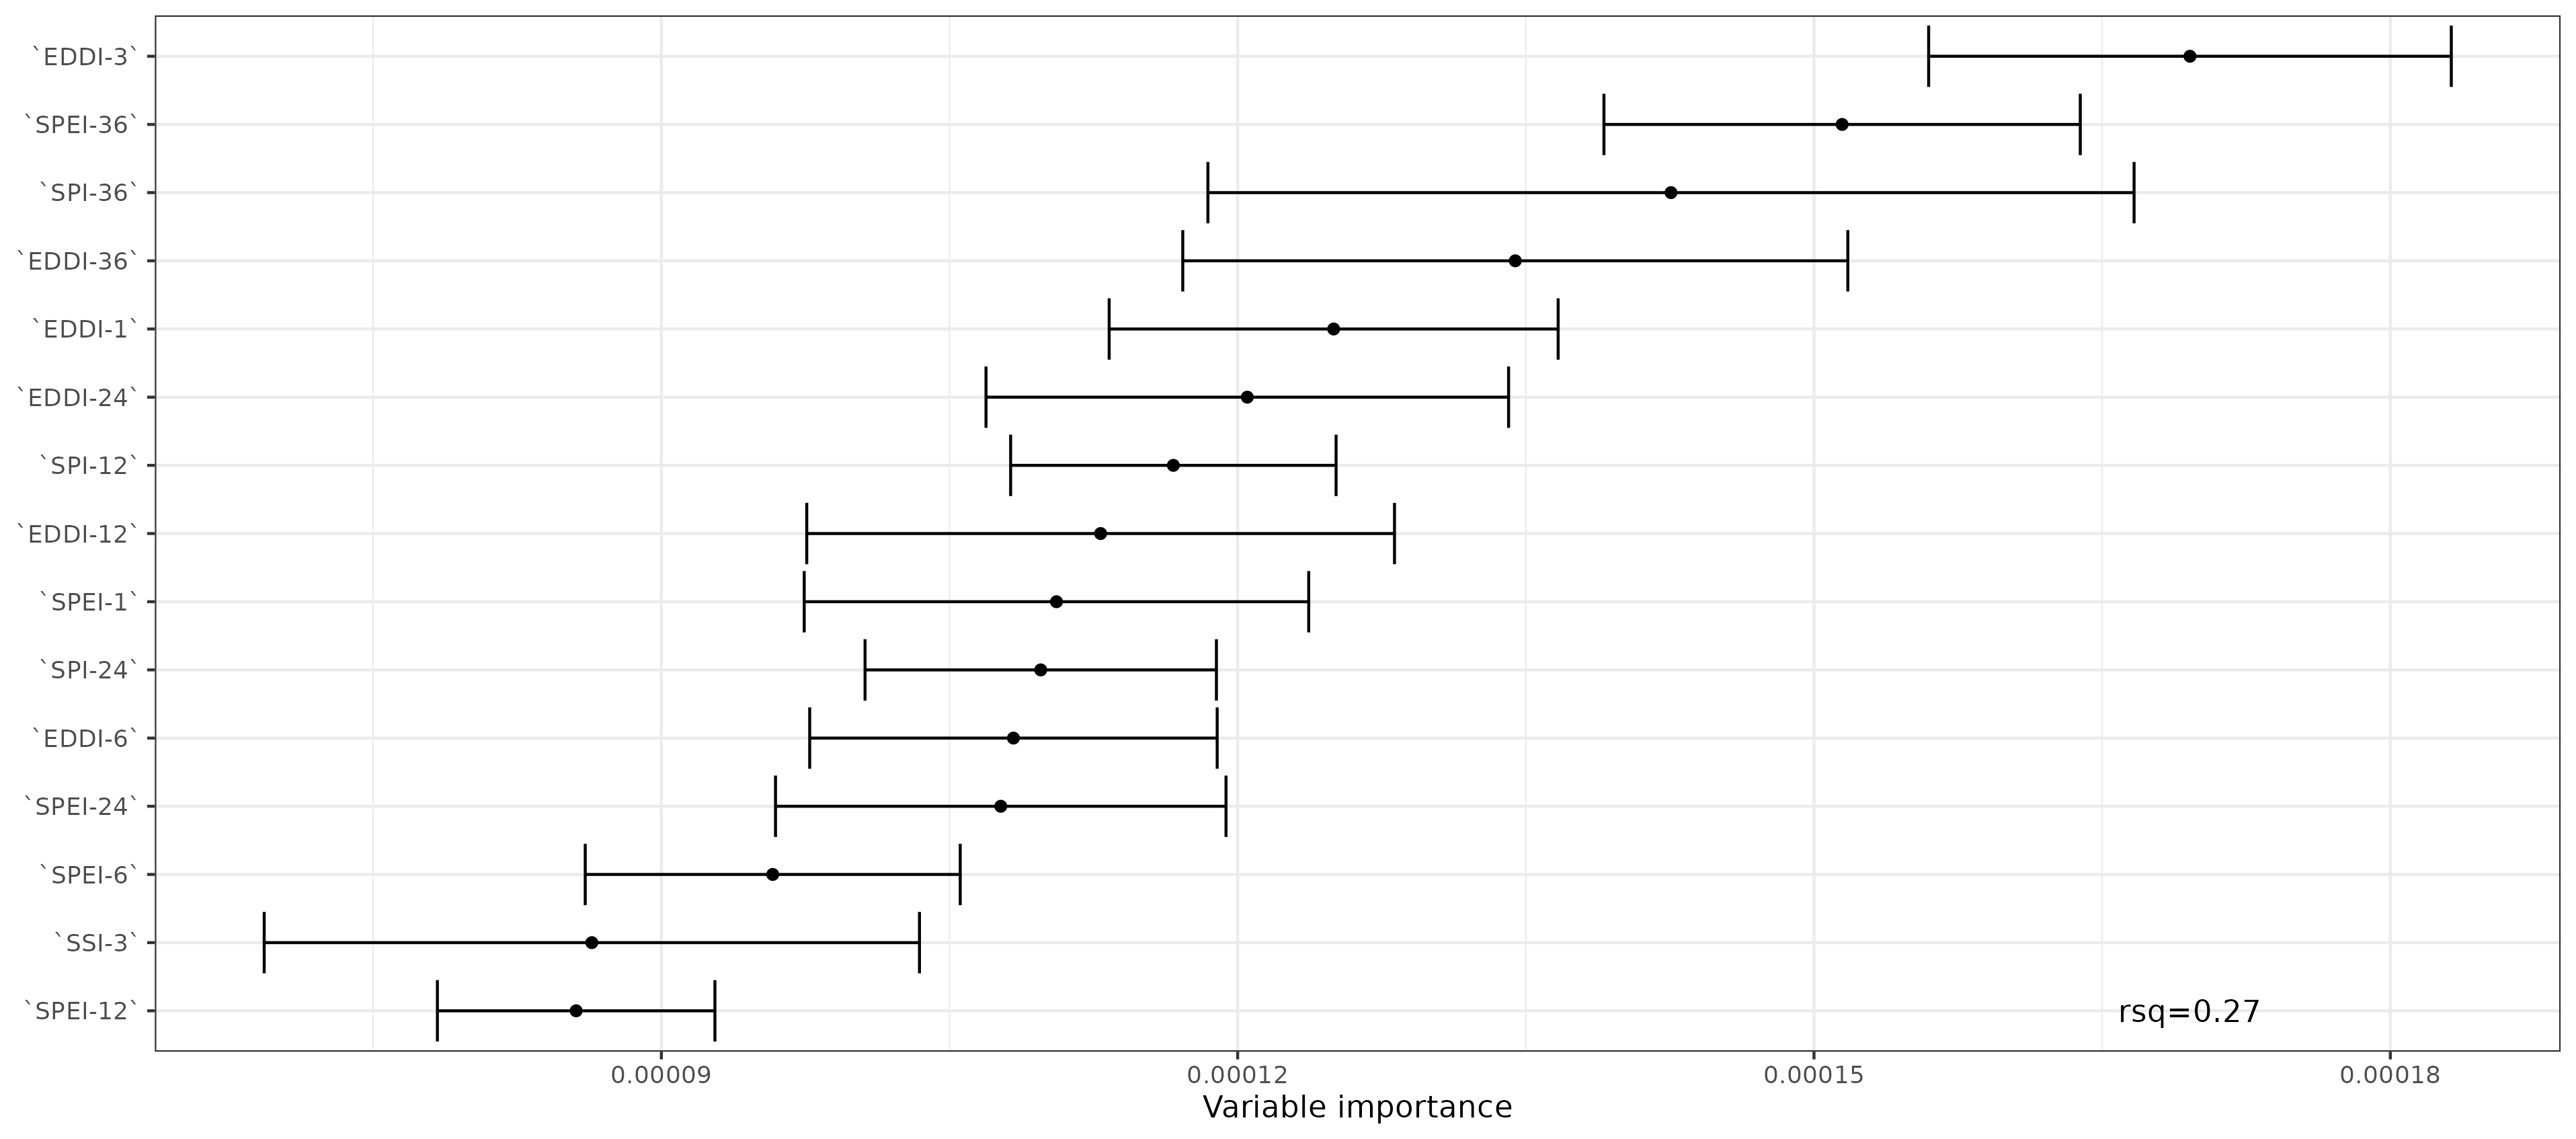 `EDDI-3`
`SPEI-36`
`SPI-36`
`EDDI-36`
`EDDI-1`
`EDDI-24`
`SPI-12`
`EDDI-12`
`SPEI-1`
`SPI-24`
`EDDI-6`
`SPEI-24`
`SPEI-6`
`SSI-3`
`SPEI-12`
rsq=0.27
0.00009 0.00012 0.00015 0.00018
Variable importance